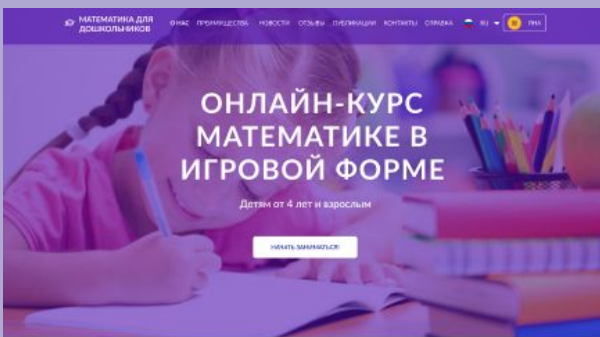 МАТЕМАТИКА ДЛЯ
ДОШКОЛЬНИКОВ
О НАС ПРЕИМУЩЕСТВА НОВОСТИ ОТЗЫВЫ ПУБЛИКАЦИИ КОНТАКТЫ СПРАВКА RU
ОНЛАЙН-КУРС
МАТЕМАТИКЕ В
ИГРОВОЙ ФОРМЕ
Детям от 4 лет и взрослым
НАЧАТЬ ЗАНИМАТЬСЯ!